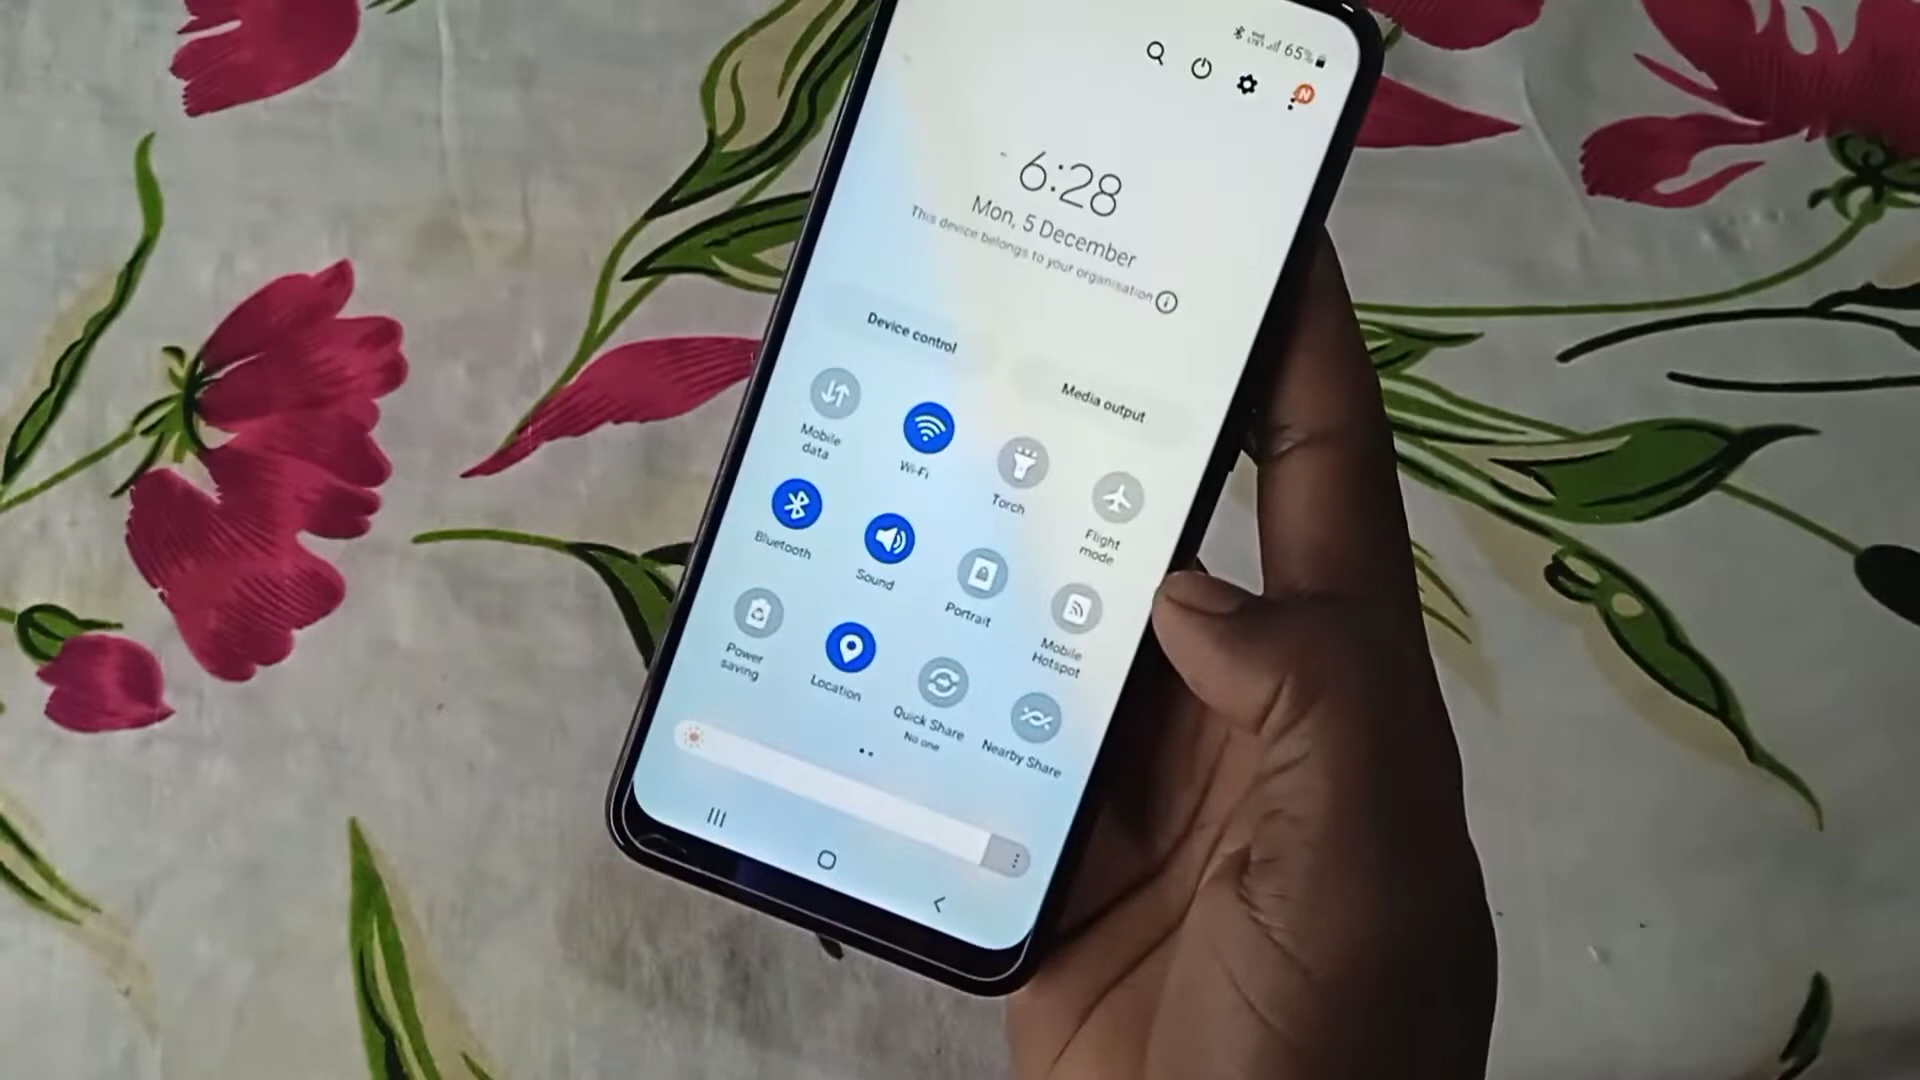 65%
N
6:28
Mon, 5 December
This device belongs to your organisation
Device control
Media output
Mobile
data
Wi-Fi
Torch
Flight
mode
Bluetooth
Sound
Portrait
Mobile
Hotspot
Power
saving
Location
Quick Share
No one
Nearby Share